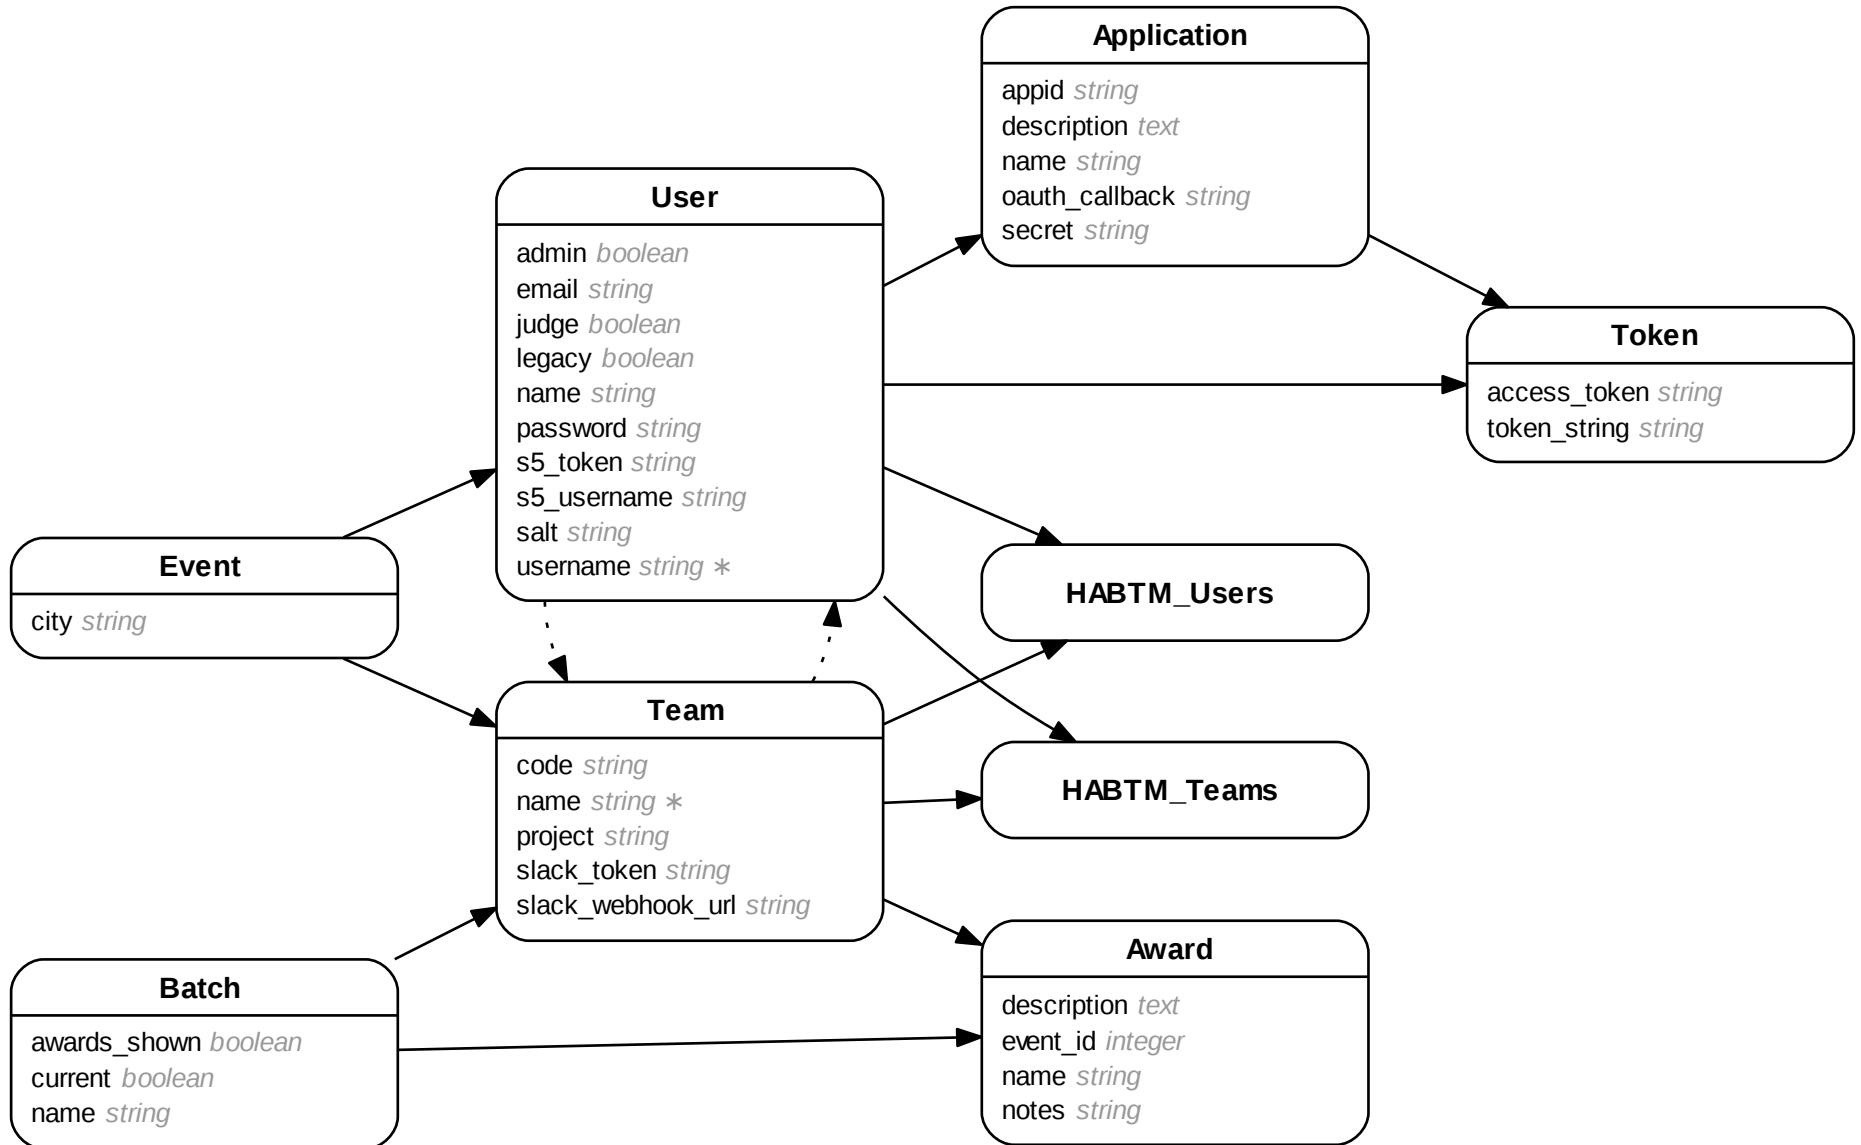 Application
appid string
description text
name string
oauth_callback string
secret string
User
admin boolean
email string
judge boolean
legacy boolean
name string
password string
s5_token string
s5_username string
salt string
username string ∗
Token
access_token string
token_string string
Event
city string
HABTM_Users
Team
code string
name string ∗
project string
slack_token string
slack_webhook_url string
HABTM_Teams
Batch
awards_shown boolean
current boolean
name string
Award
description text
event_id integer
name string
notes string